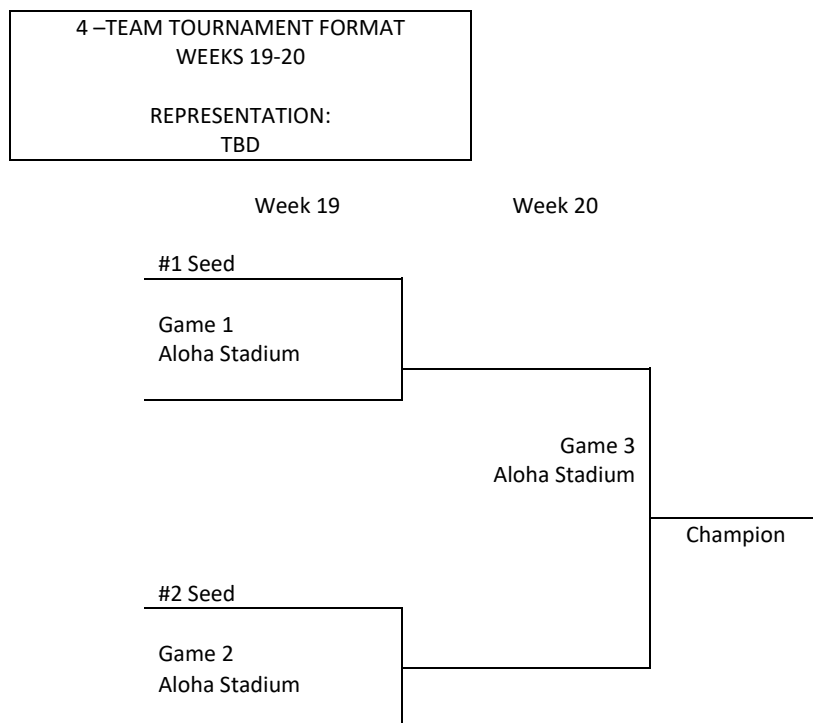 4 –TEAM TOURNAMENT FORMAT
WEEKS 19-20
REPRESENTATION:
TBD
Week 19
Week 20
#1 Seed
Game 1
Aloha Stadium
Game 3
Aloha Stadium
Champion
#2 Seed
Game 2
Aloha Stadium